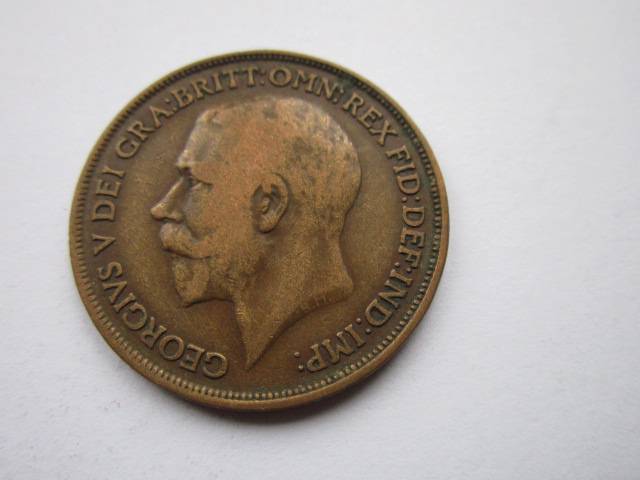 GEORGIVS V DEI GRA:BRITT:OMN:REX FID:DEF:IND:IMP: